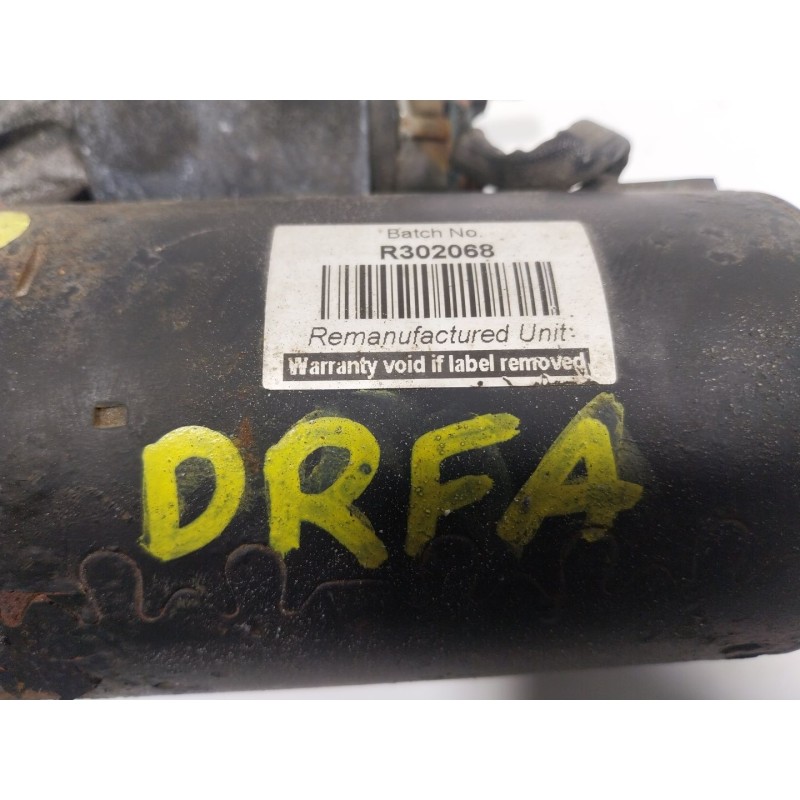 *Batch No.
R302068
Remanufactured Unit
Warranty void if label removed
DRFA